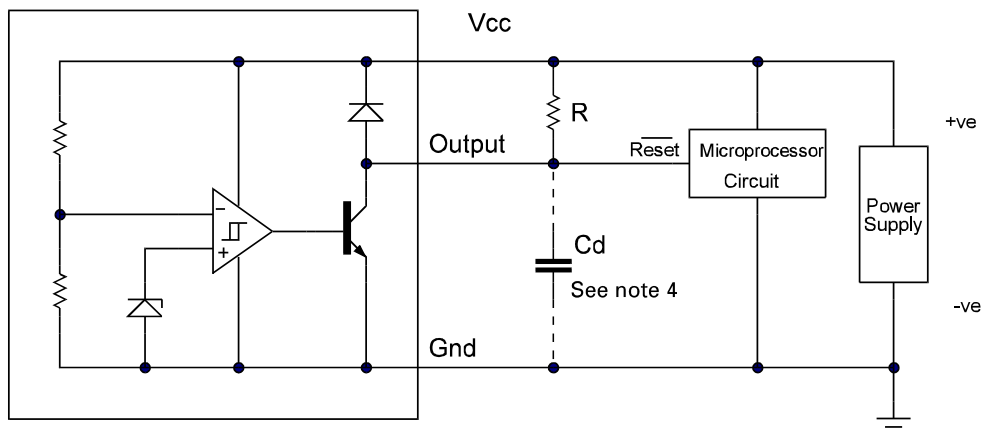 Vcc
R
+ve
Output
Reset
Microprocessor
Circuit
Power
Supply
−
+
Cd
See note 4
-ve
Gnd